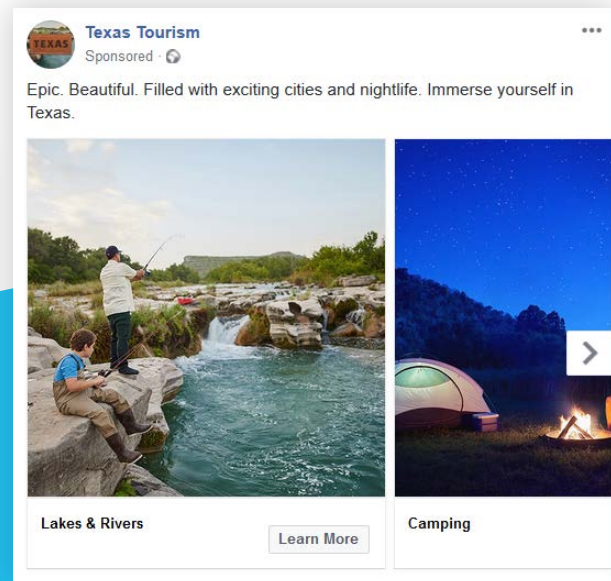 TEXAS
Texas Tourism
Sponsored ·
Epic. Beautiful. Filled with exciting cities and nightlife. Immerse yourself in
Texas.
Lakes & Rivers
Learn More
Camping